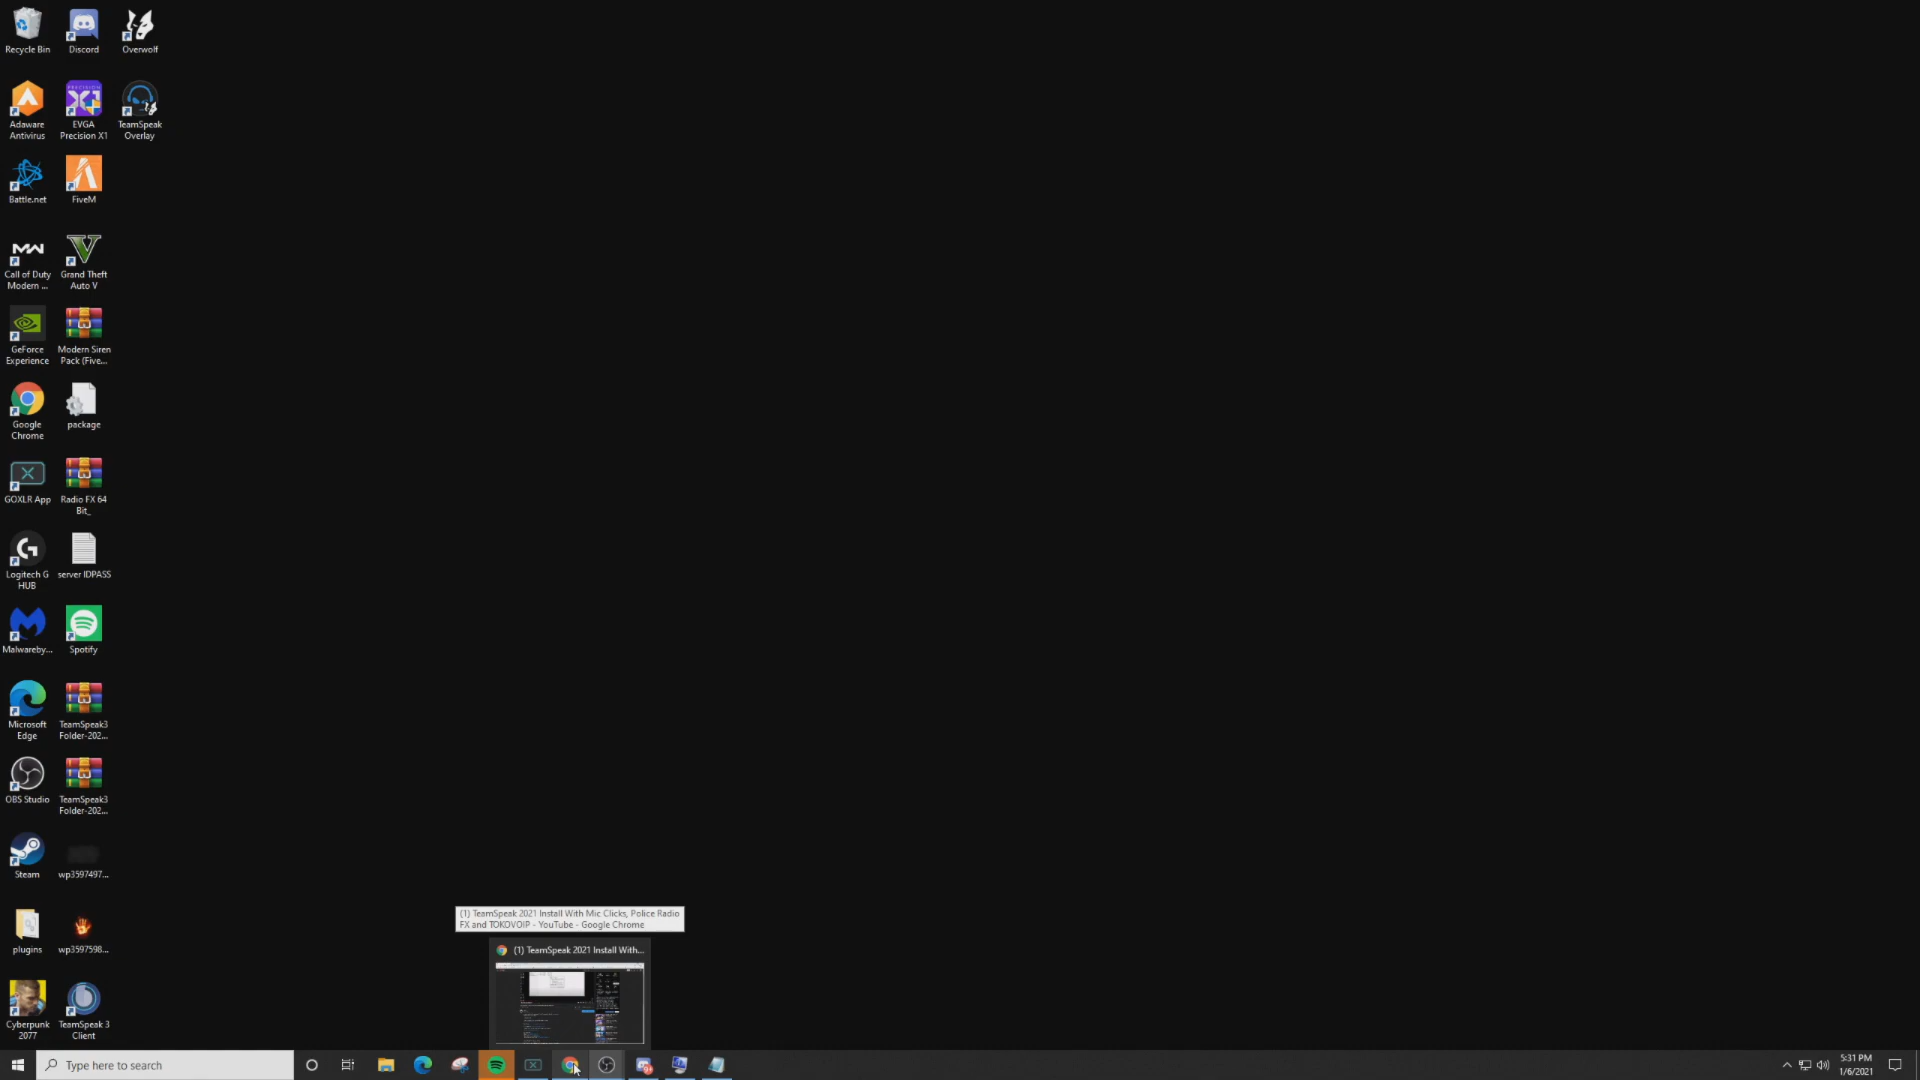 Recycle Bin
Discord
Overwolf
Adaware
Antivirus
PRECISION
EVGA
Precision X1
TeamSpeak
Overlay
Battle.net
FiveM
MW
Call of Duty
Modern ...
Grand Theft
Auto V
GeForce
Experience
Modern Siren
Pack (Five...
Google
Chrome
package
GOXLR App
Radio FX 64
Bit_
Logitech G
HUB
server IDPASS
Malwareby...
Spotify
Microsoft
Edge
TeamSpeak3
Folder-202...
OBS Studio
TeamSpeak3
Folder-202...
Steam
wp3597497...
plugins
wp3597598...
Cyberpunk
2077
TeamSpeak 3
Client
(1) TeamSpeak 2021 Install With Mic Clicks, Police Radio
FX and TOKOVOIP - YouTube - Google Chrome
(1) TeamSpeak 2021 Install With...
Type here to search
5:31 PM
1/6/2021